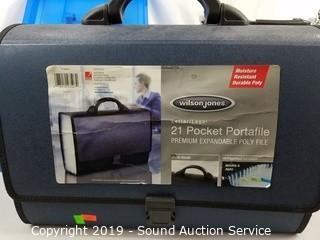 Moisture
Resistant
Durable Poly
wilson jones
Letter/Legal
21 Pocket Portafile
PREMIUM EXPANDABLE POLY FILE
Copyright 2019 - Sound Auction Service